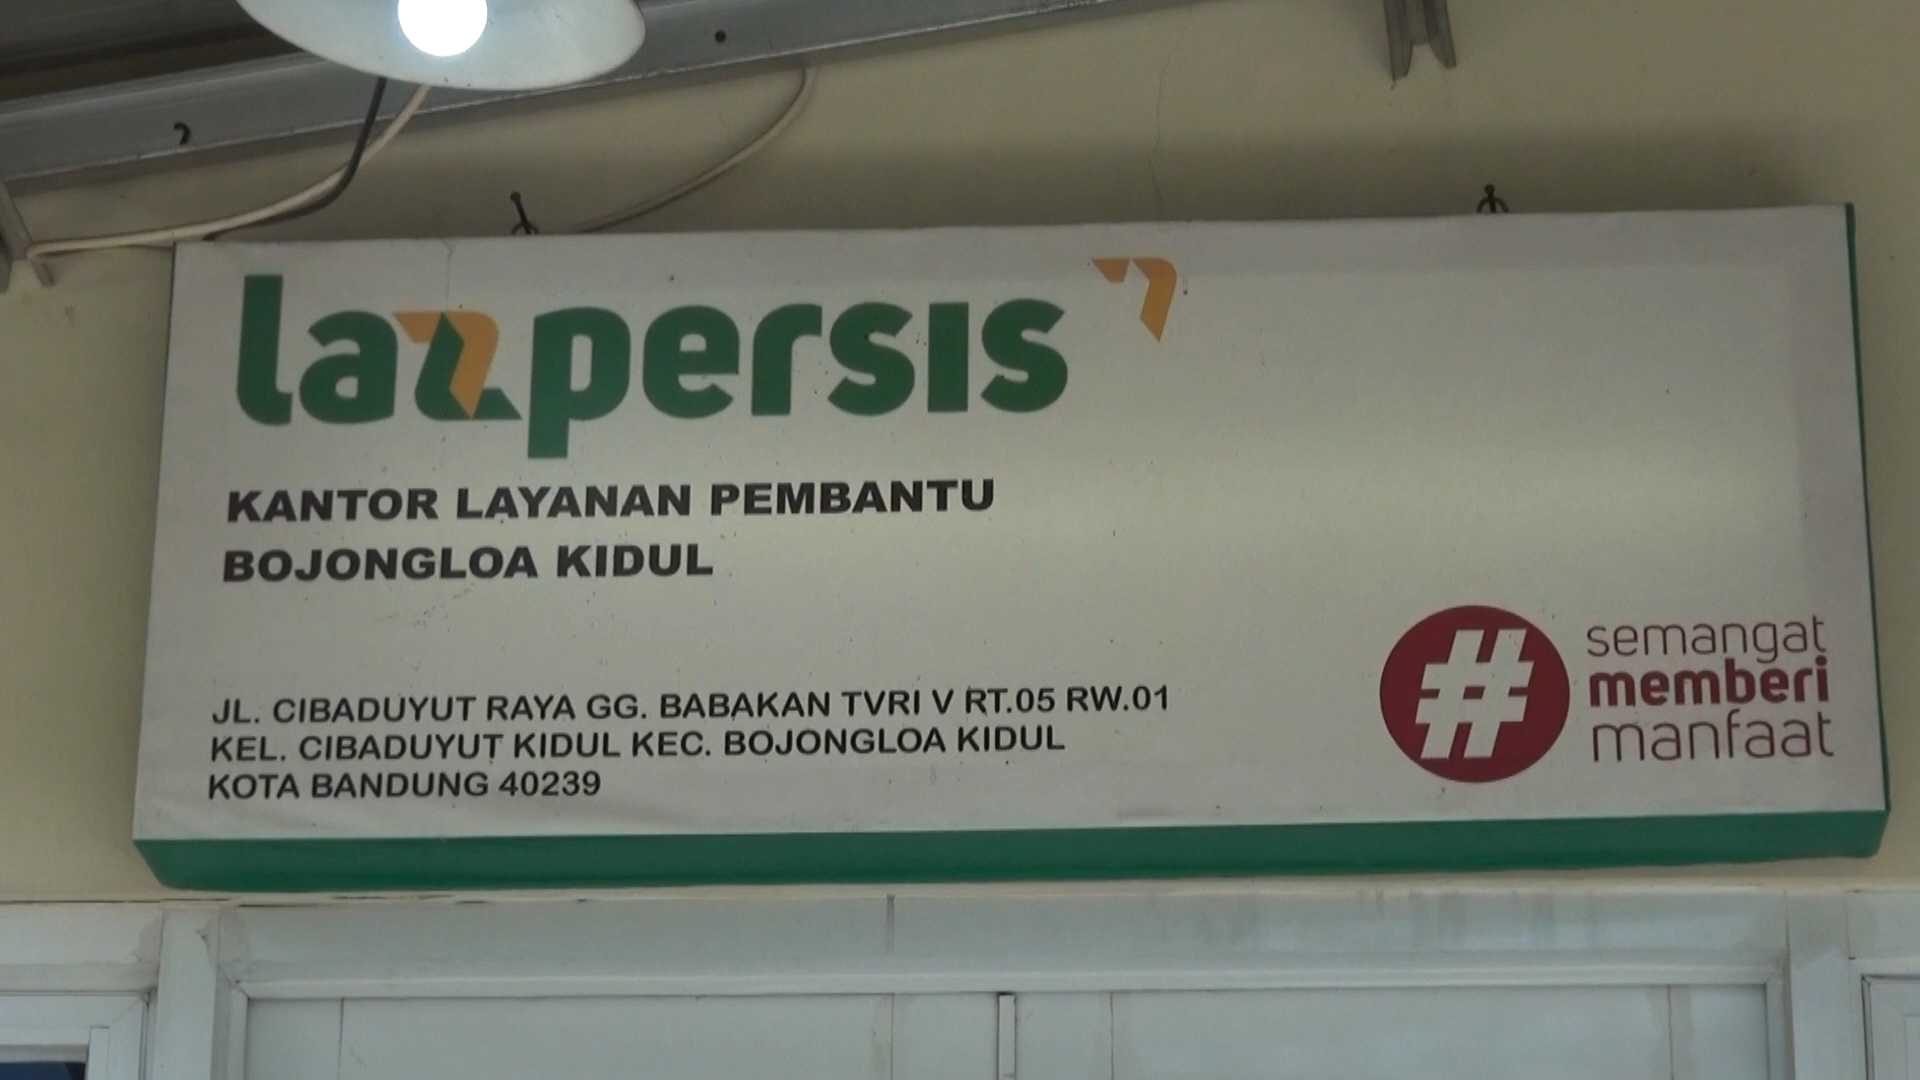 lazpersis
KANTOR LAYANAN PEMBANTU
BOJONGLOA KIDUL
JL. CIBADUYUT RAYA GG. BABAKAN TVRI V RT.05 RW.01
KEL. CIBADUYUT KIDUL KEC. BOJONGLOA KIDUL
KOTA BANDUNG 40239
# semangat
memberi
manfaat